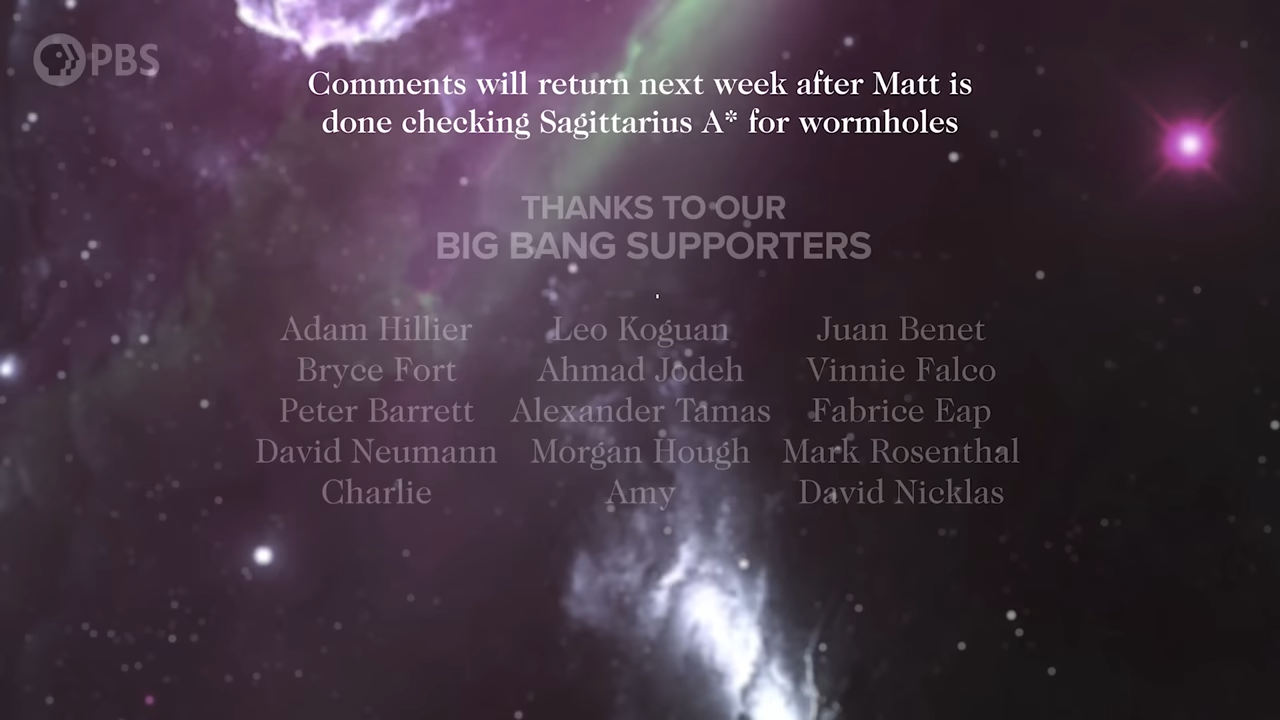 PBS
Comments will return next week after Matt is
done checking Sagittarius A* for wormholes
THANKS TO OUR
BIG BANG SUPPORTERS
Adam Hillier Leo Koguan Juan Benet
Bryce Fort Ahmad Jodeh Vinnie Falco
Peter Barrett Alexander Tamas Fabrice Eap
David Neumann Morgan Hough Mark Rosenthal
Charlie Amy David Nicklas